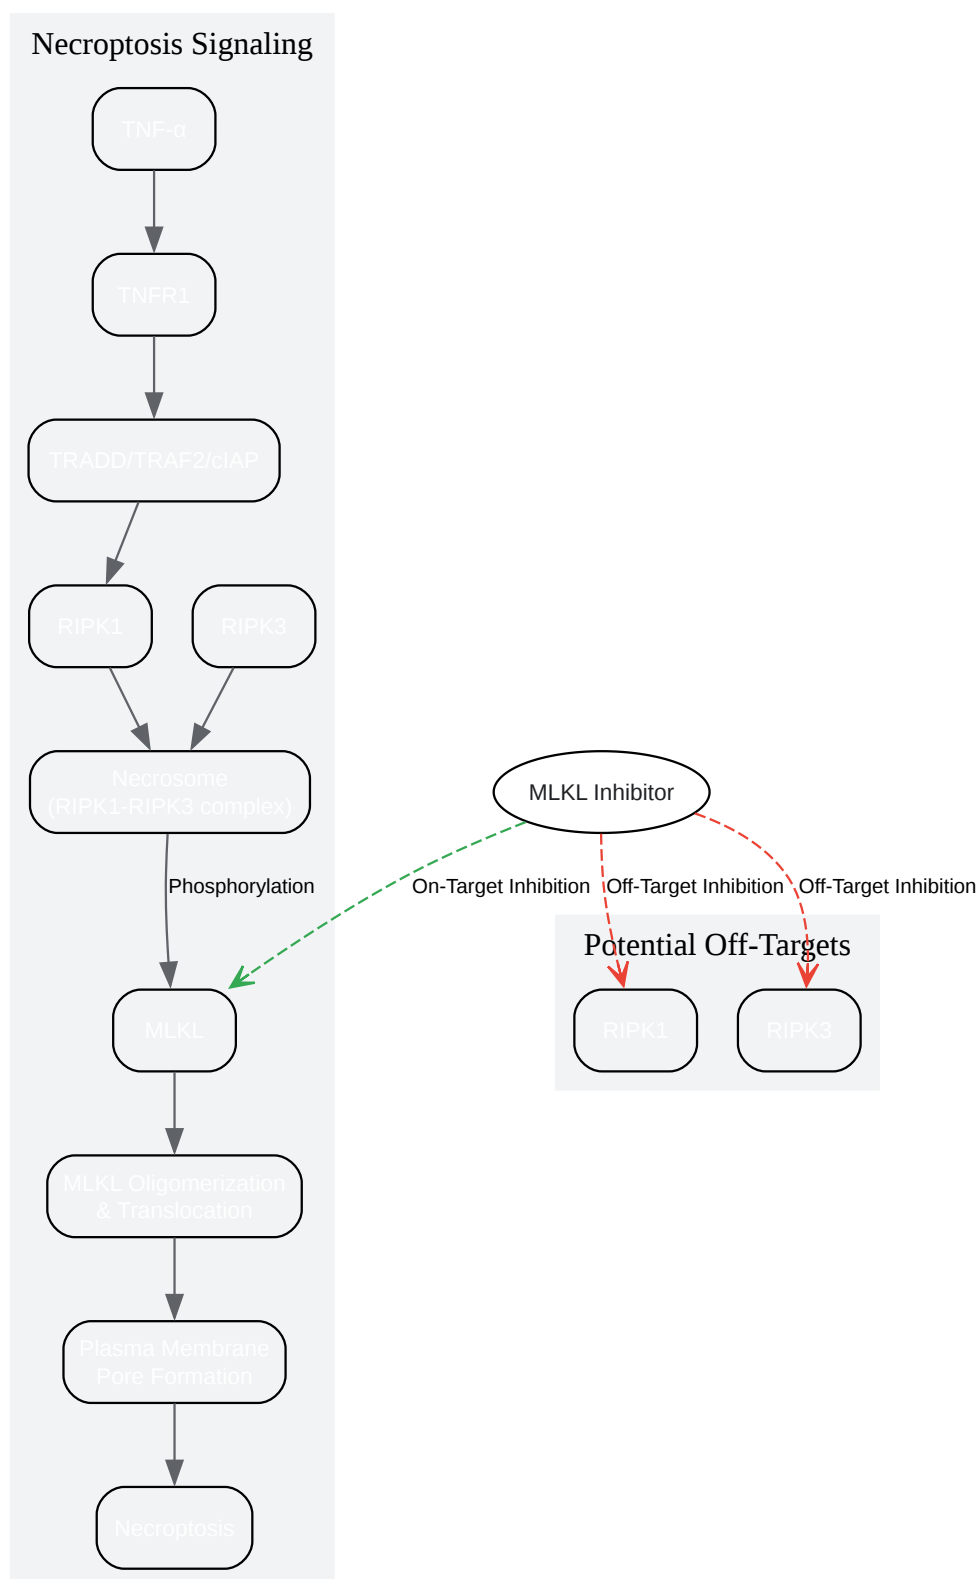 Necroptosis Signaling
TNF-α
TNFR1
TRADD/TRAF2/cIAP
RIPK1
RIPK3
Necrosome
(RIPK1-RIPK3 complex)
MLKL Inhibitor
Phosphorylation
On-Target Inhibition
Off-Target Inhibition
Off-Target Inhibition
Potential Off-Targets
MLKL
RIPK1
RIPK3
MLKL Oligomerization
& Translocation
Plasma Membrane
Pore Formation
Necroptosis